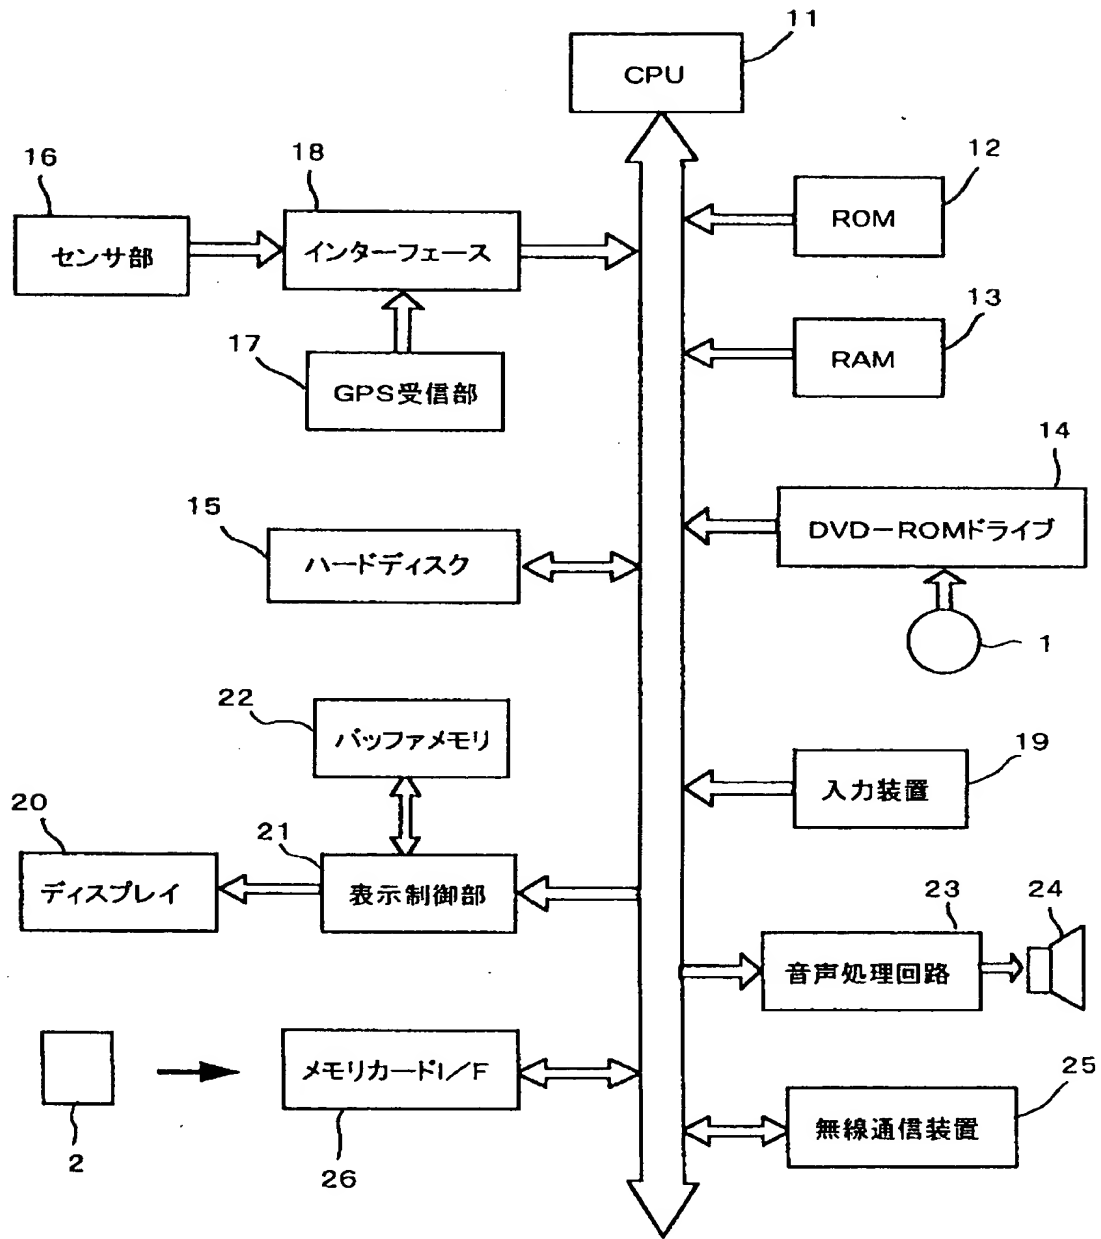 11
CPU
16
センサ部
18
インターフェース
12
ROM
17
GPS受信部
13
RAM
14
DVD－ROMドライブ
15
ハードディスク
1
22
バッファメモリ
19
入力装置
20
ディスプレイ
21
表示制御部
23
音声処理回路
24
2
メモリカードI／F
26
25
無線通信装置